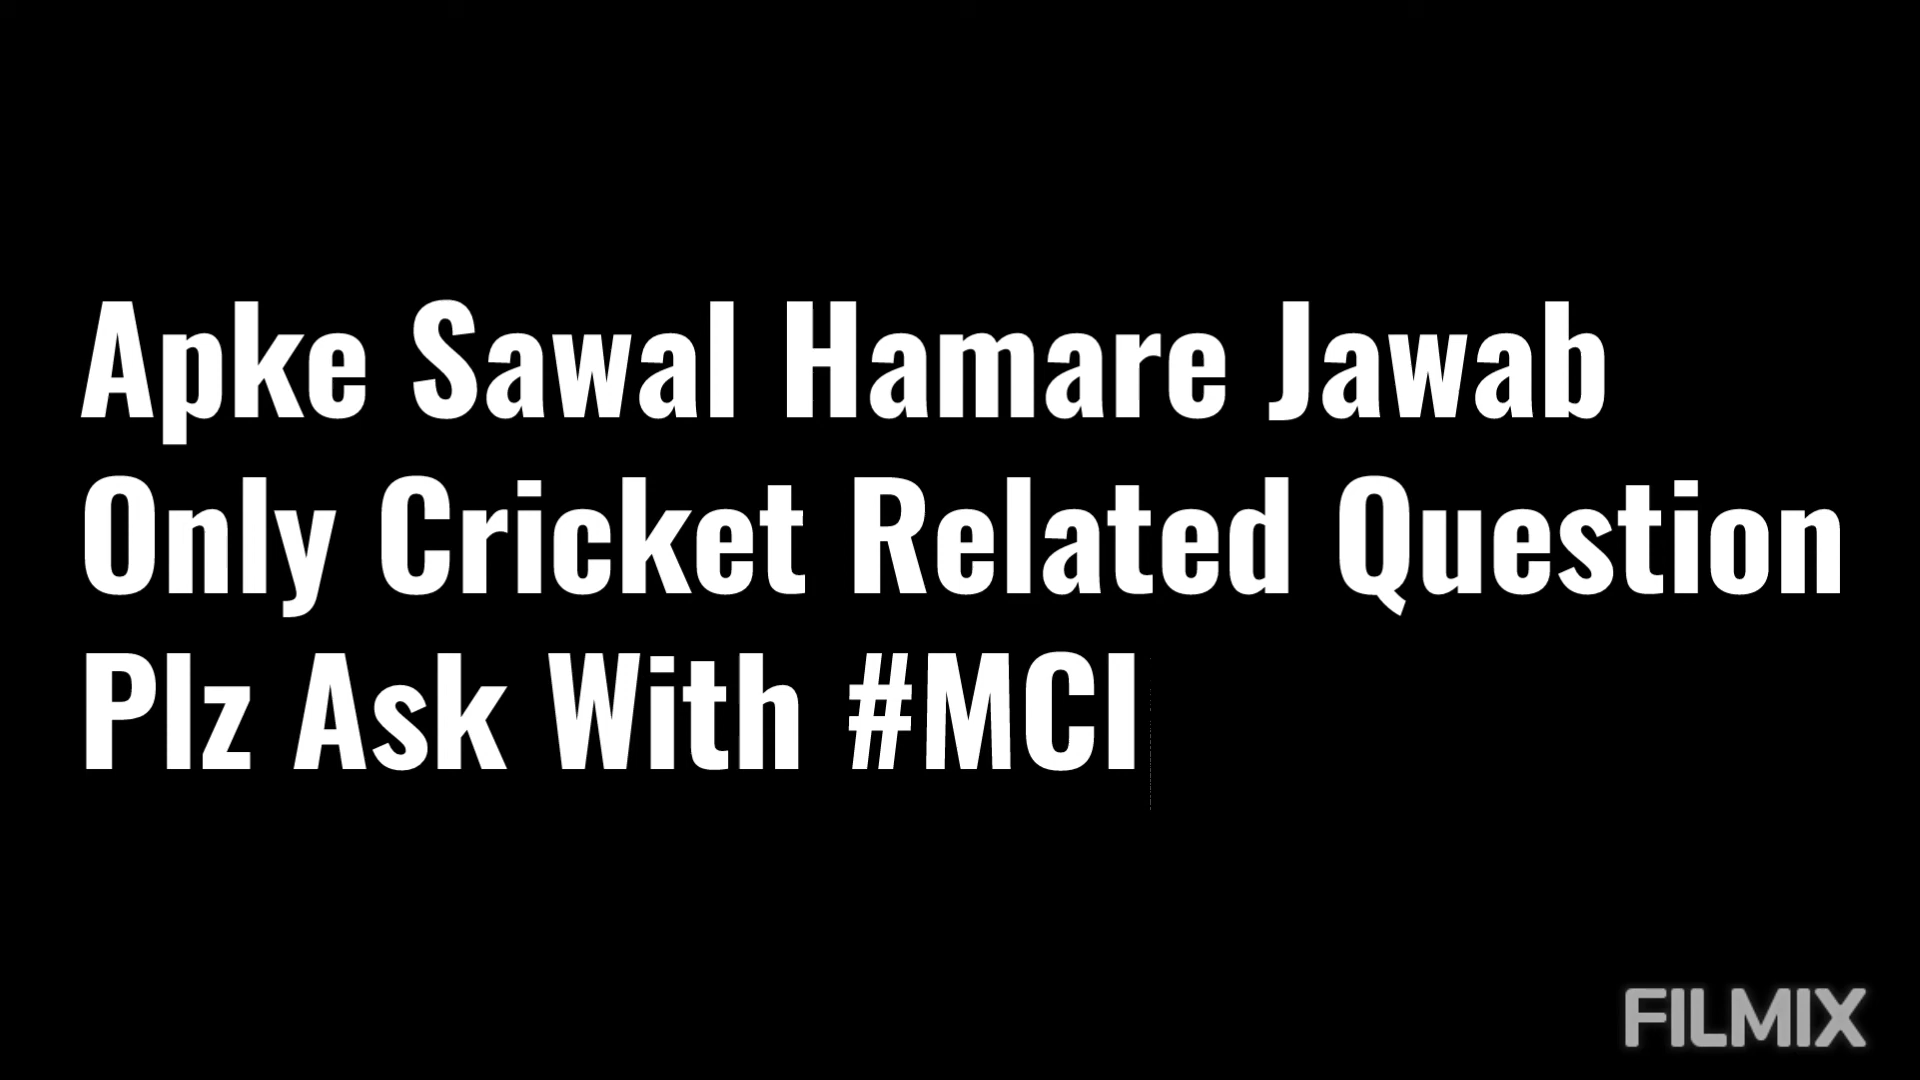 Apke Sawal Hamare Jawab
Only Cricket Related Question
Plz Ask With #MCI
FILMIX